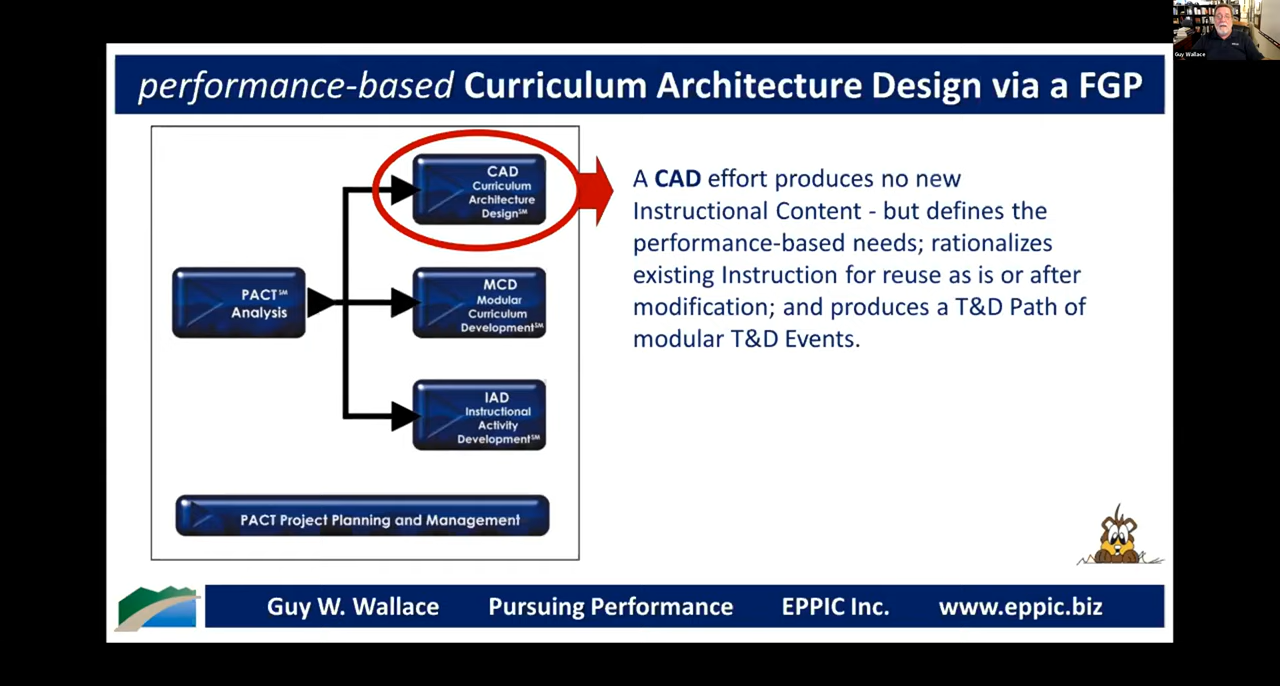 Guy Wallace
performance-based Curriculum Architecture Design via a FGP
CAD
Curriculum
Architecture
Design℠
PACT℠
Analysis
MCD
Modular
Curriculum
Development℠
IAD
Instructional
Activity
Development℠
PACT Project Planning and Management
A CAD effort produces no new
Instructional Content - but defines the
performance-based needs; rationalizes
existing Instruction for reuse as is or after
modification; and produces a T&D Path of
modular T&D Events.
Guy W. Wallace Pursuing Performance EPPIC Inc. www.eppic.biz